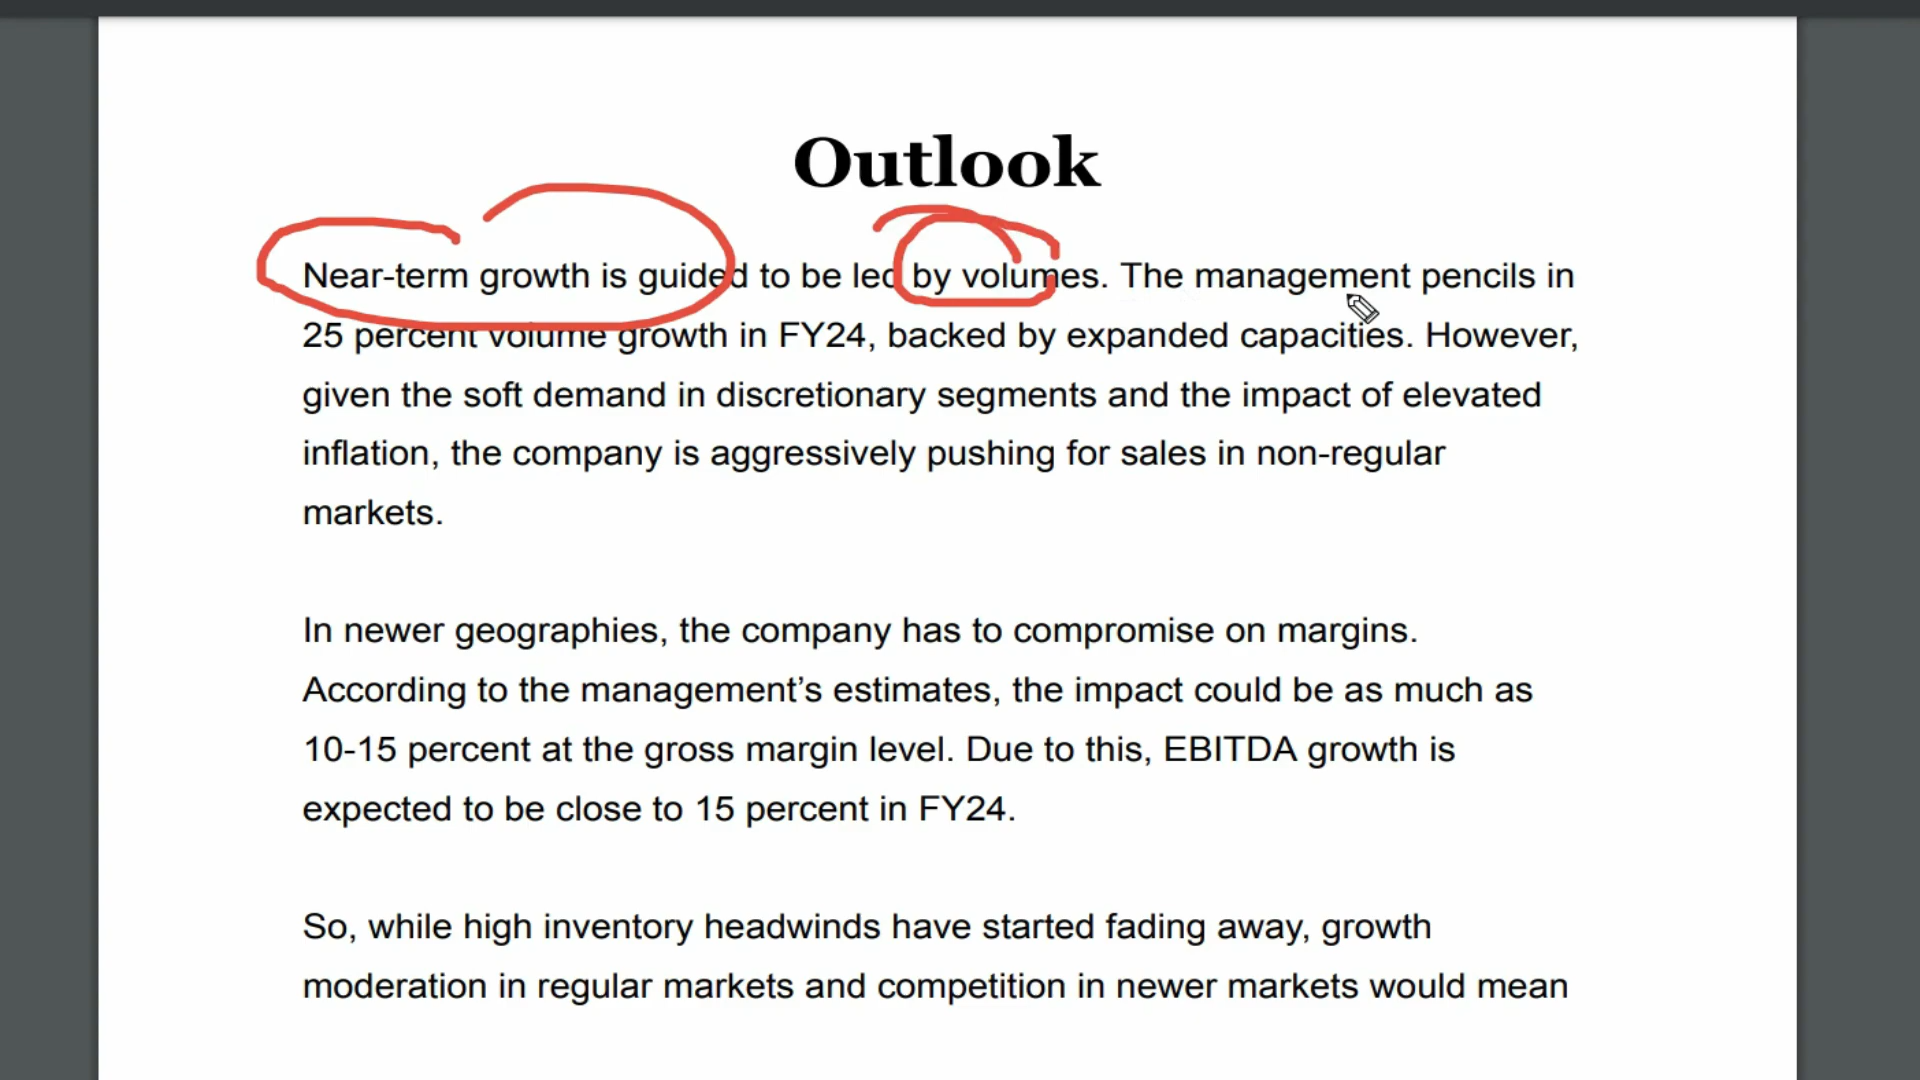 Outlook
Near-term growth is guided to be led by volumes. The management pencils in
25 percent volume growth in FY24, backed by expanded capacities. However,
given the soft demand in discretionary segments and the impact of elevated
inflation, the company is aggressively pushing for sales in non-regular
markets.
In newer geographies, the company has to compromise on margins.
According to the management’s estimates, the impact could be as much as
10-15 percent at the gross margin level. Due to this, EBITDA growth is
expected to be close to 15 percent in FY24.
So, while high inventory headwinds have started fading away, growth
moderation in regular markets and competition in newer markets would mean